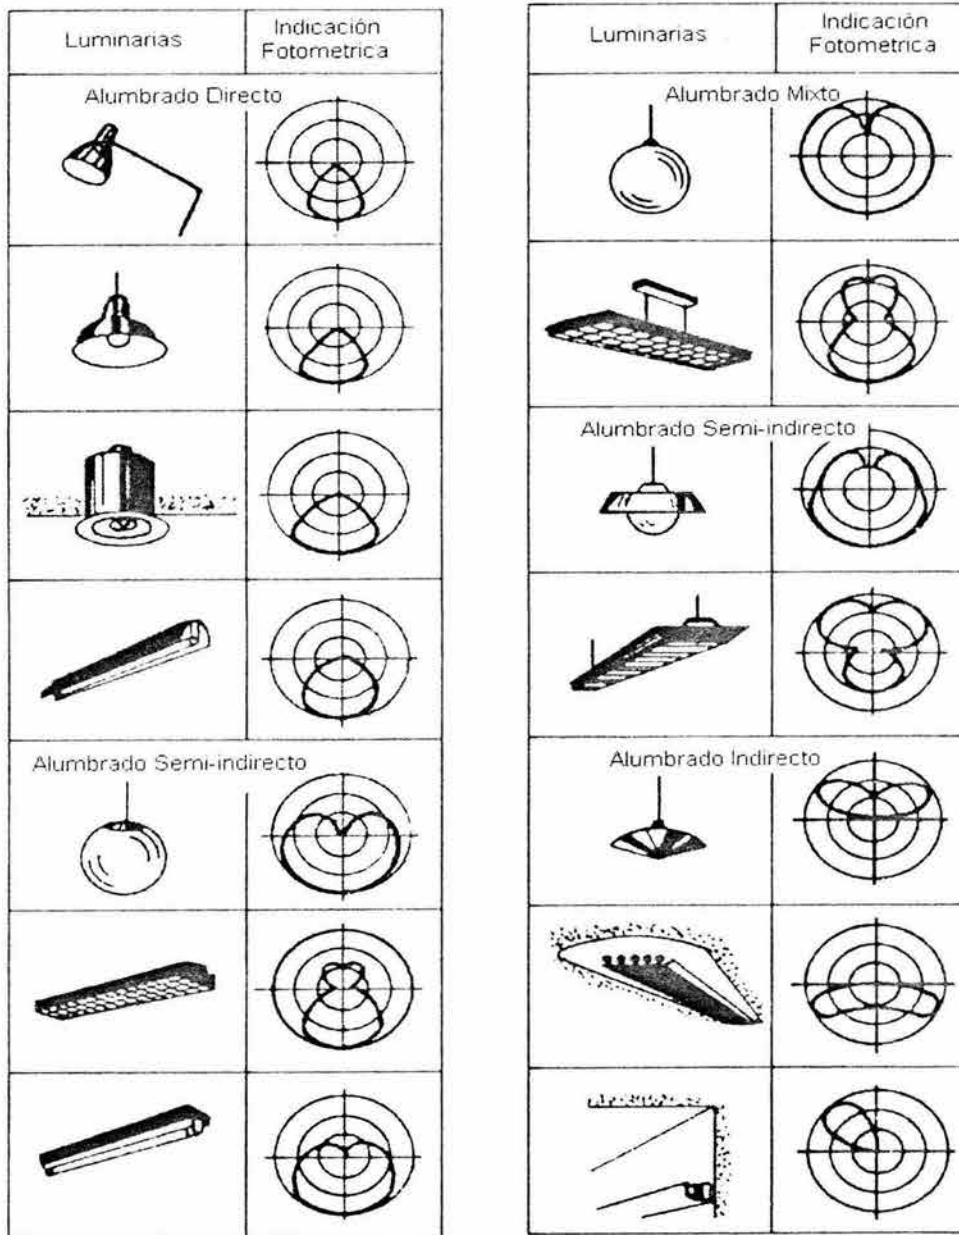 Luminarias
Indicación
Fotometrica
Alumbrado Directo
Alumbrado Semi-indirecto
Luminarias
Indicación
Fotometrica
Alumbrado Mixto
Alumbrado Semi-indirecto
Alumbrado Indirecto